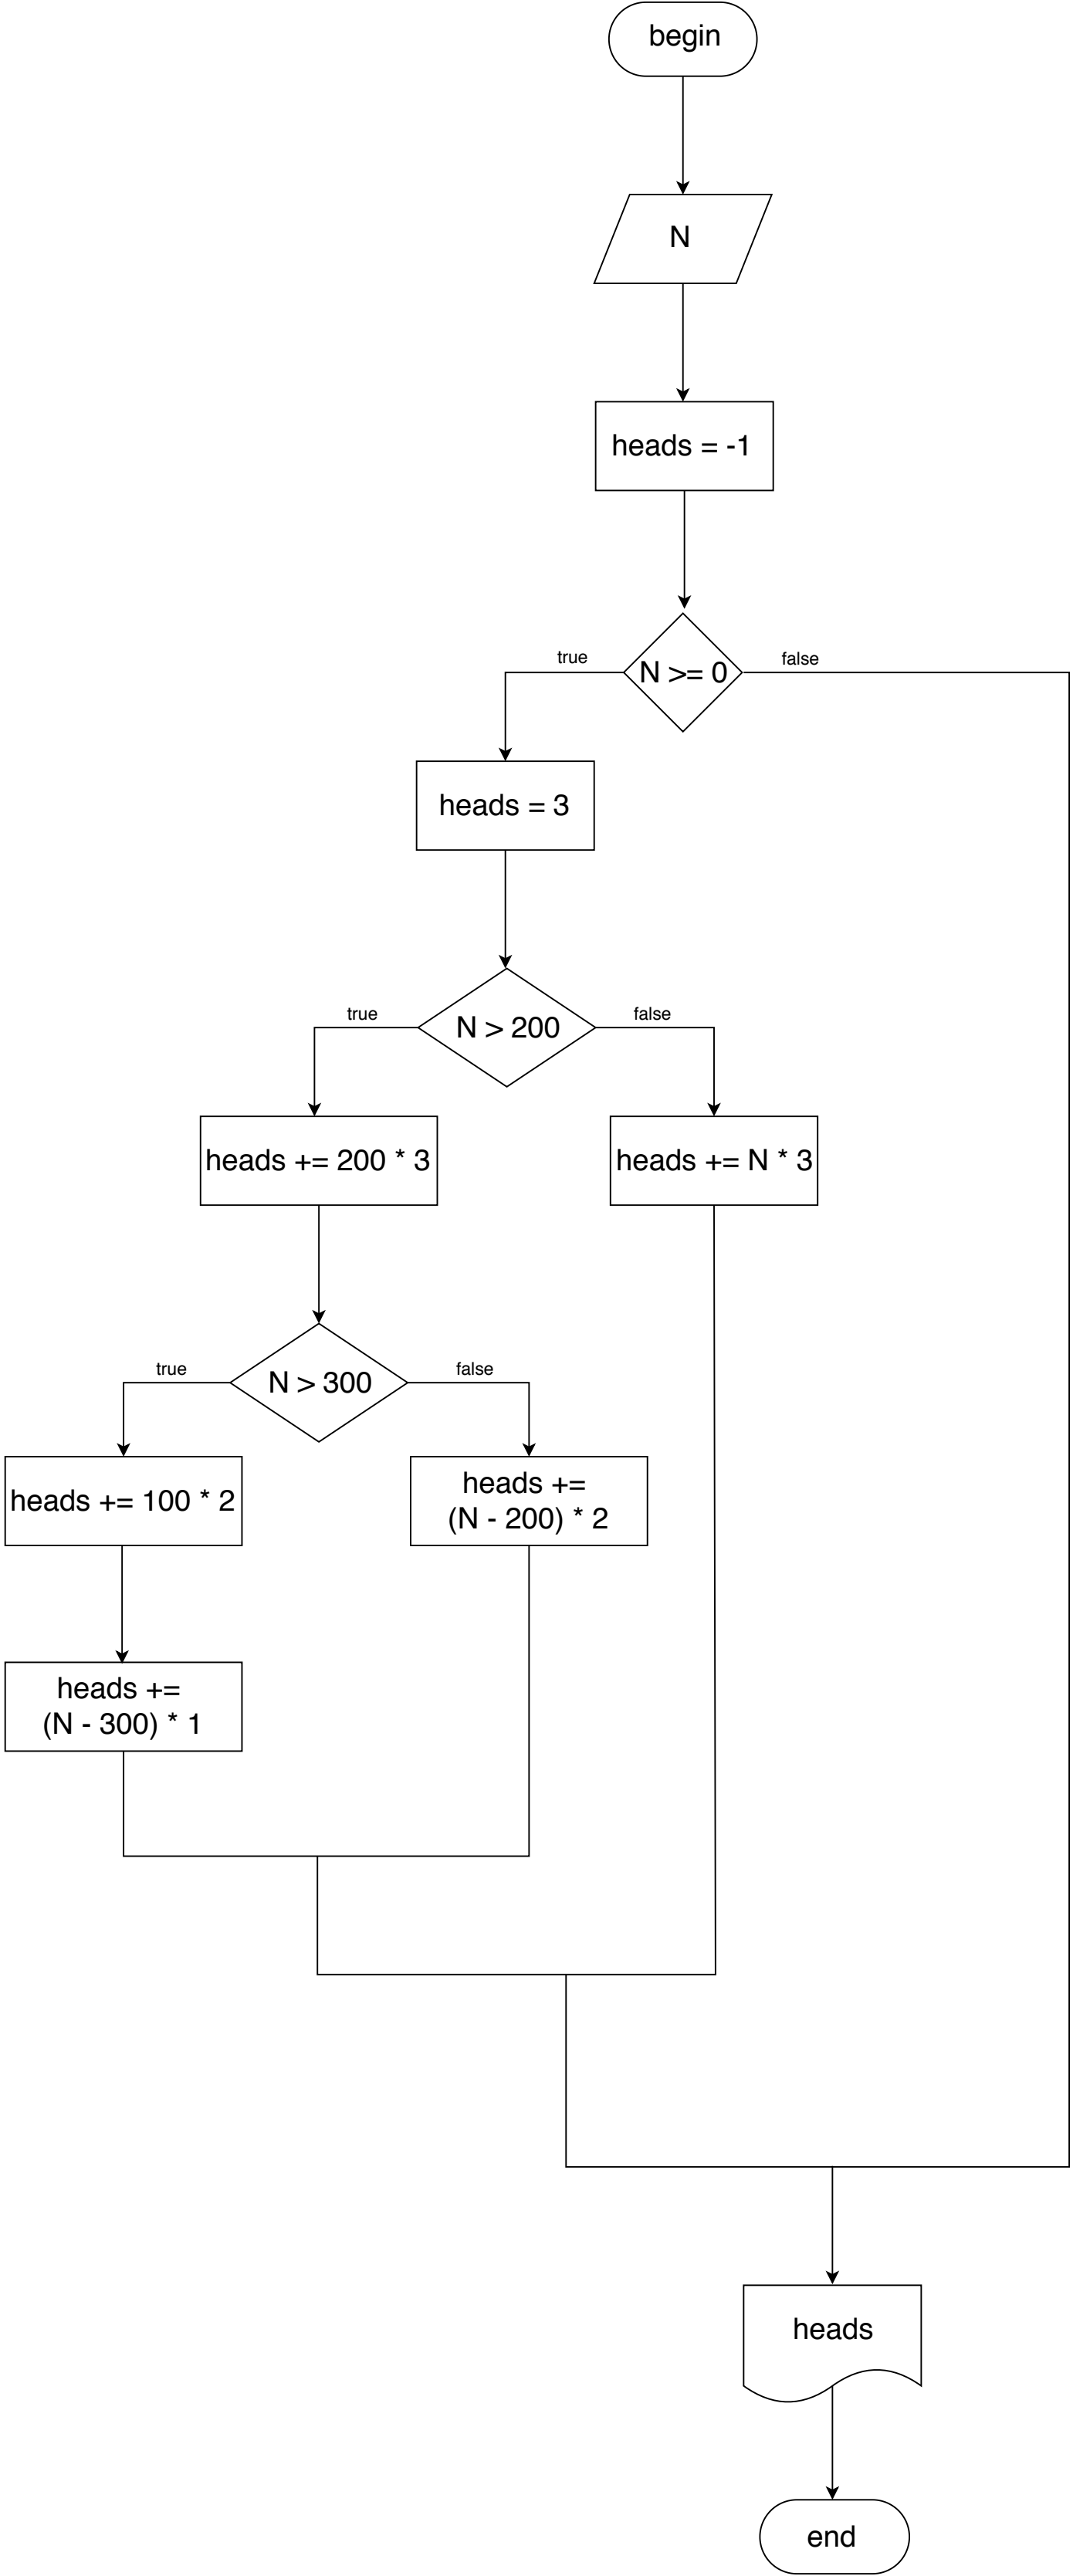 begin
N
heads = -1
true
N >= 0
false
heads = 3
true
N > 200
false
heads += 200 * 3
heads += N * 3
true
N > 300
false
heads += 100 * 2
heads +=
(N - 200) * 2
heads +=
(N - 300) * 1
heads
end